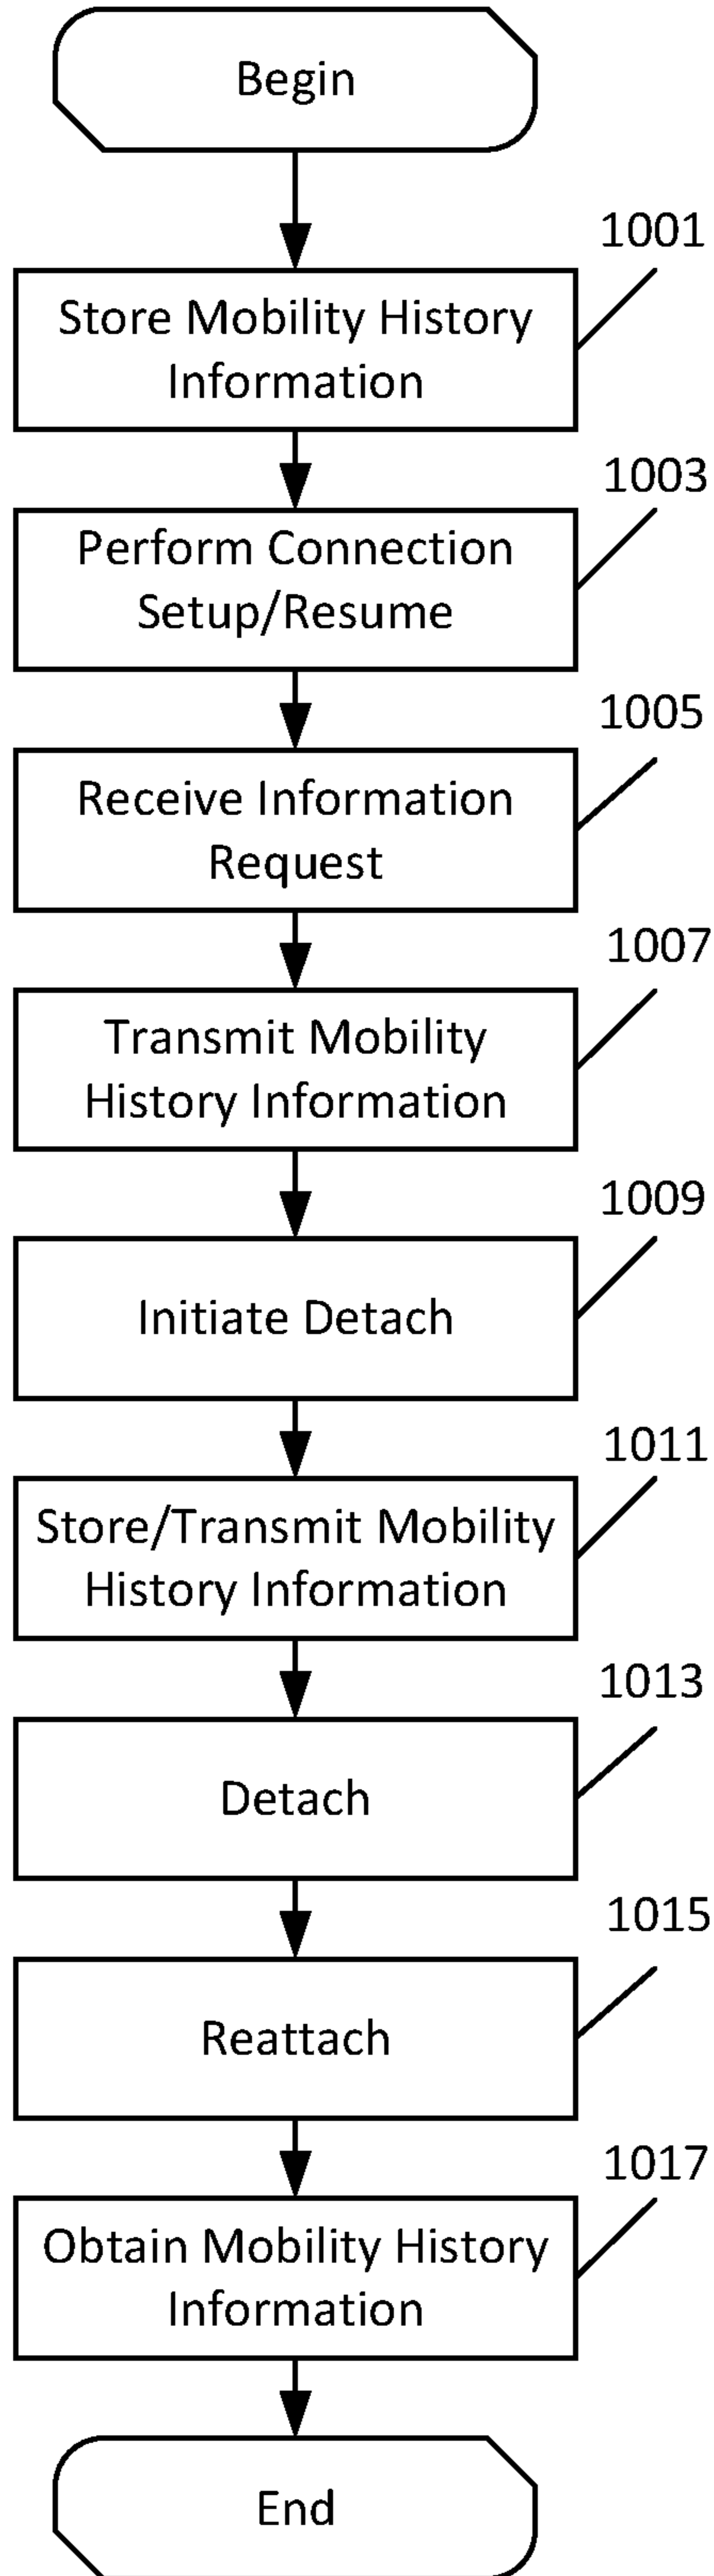 Begin
1001
Store Mobility History
Information
1003
Perform Connection
Setup/Resume
1005
Receive Information
Request
1007
Transmit Mobility
History Information
1009
Initiate Detach
1011
Store/Transmit Mobility
History Information
1013
Detach
1015
Reattach
1017
Obtain Mobility History
Information
End